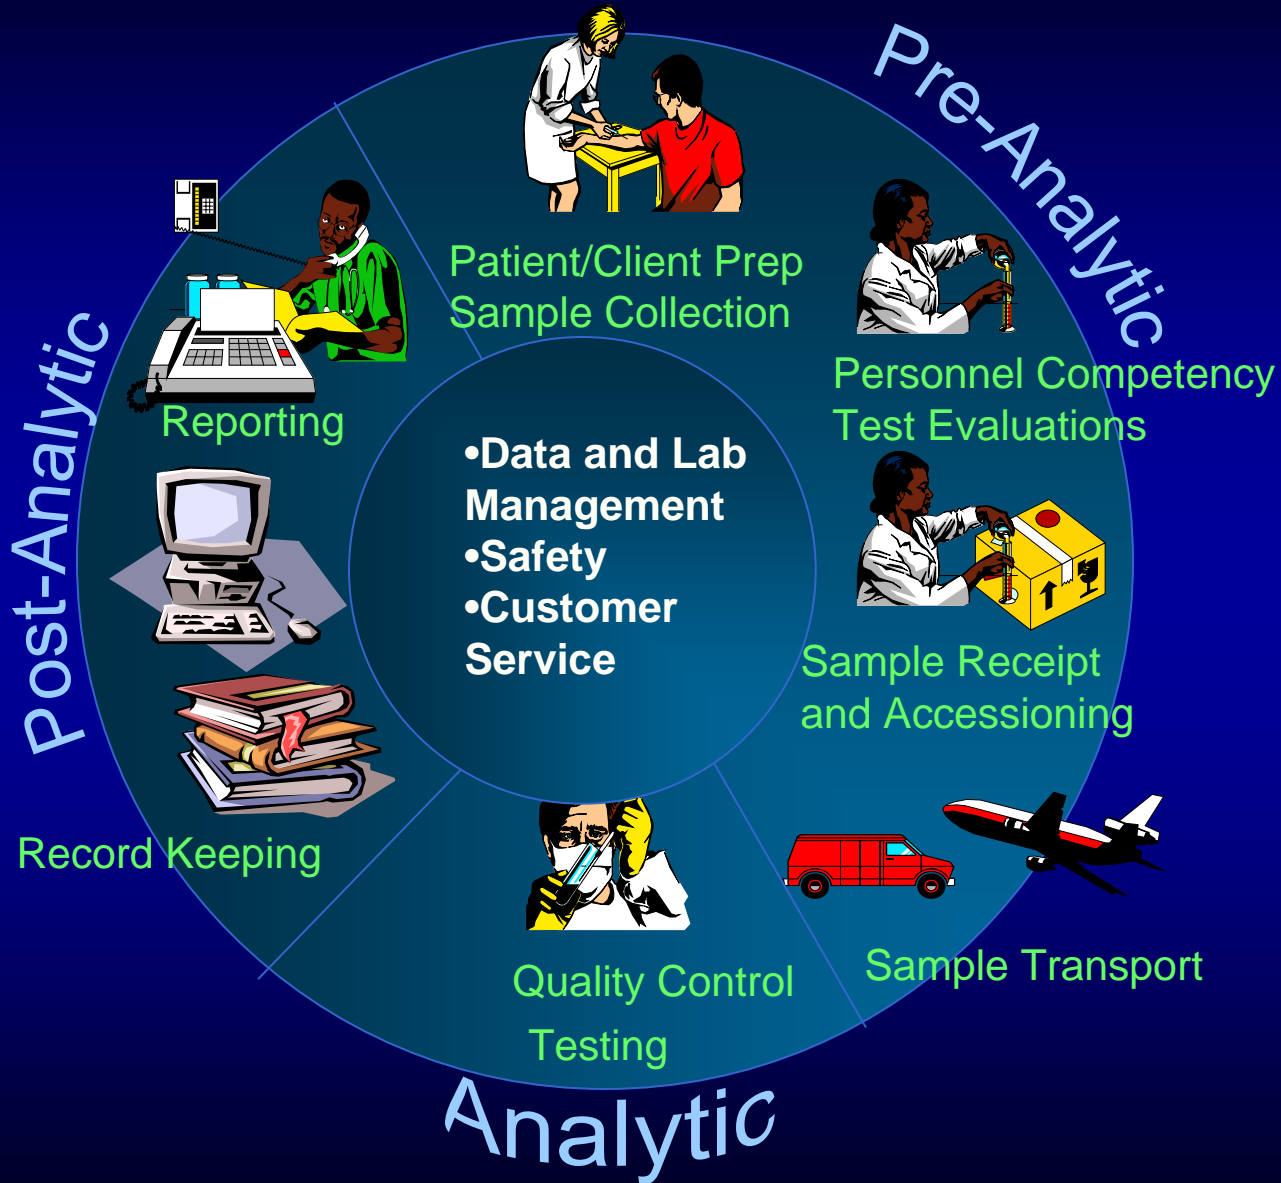 Pre-Analytic
Patient/Client Prep
Sample Collection
Personnel Competency
Test Evaluations
Sample Receipt
and Accessioning
Sample Transport
Analytic
Quality Control
Testing
Post-Analytic
Reporting
Record Keeping
•Data and Lab
Management
•Safety
•Customer
Service